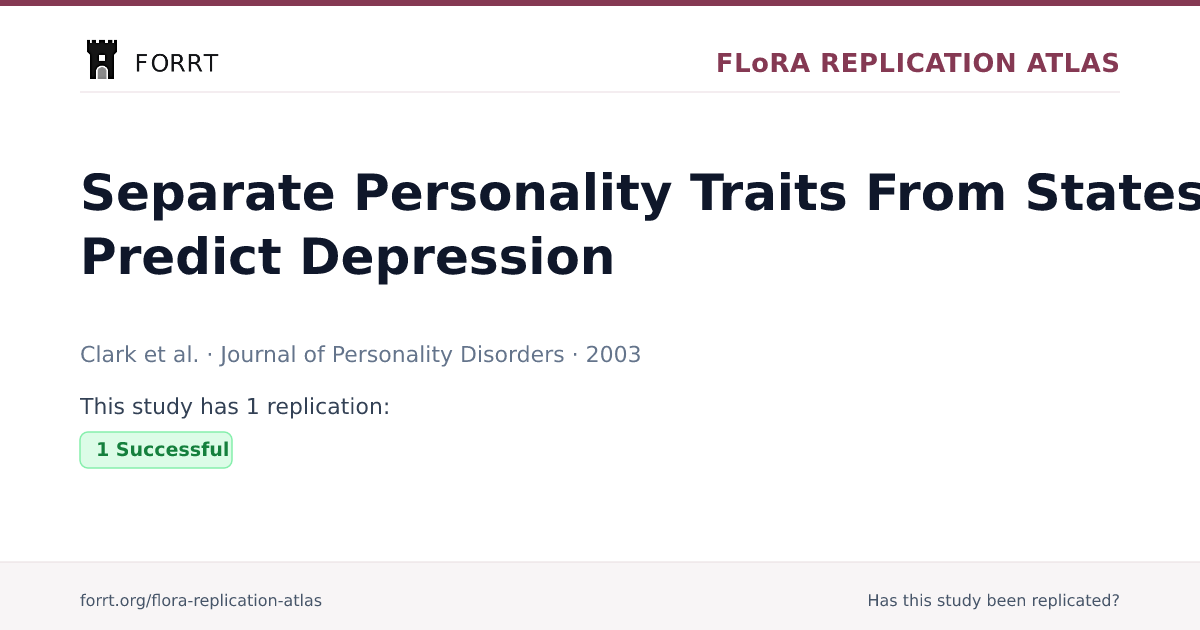 FORRT
FLoRA REPLICATION ATLAS
Separate Personality Traits From States
Predict Depression
Clark et al. · Journal of Personality Disorders · 2003
This study has 1 replication:
1 Successful
forrt.org/flora-replication-atlas
Has this study been replicated?